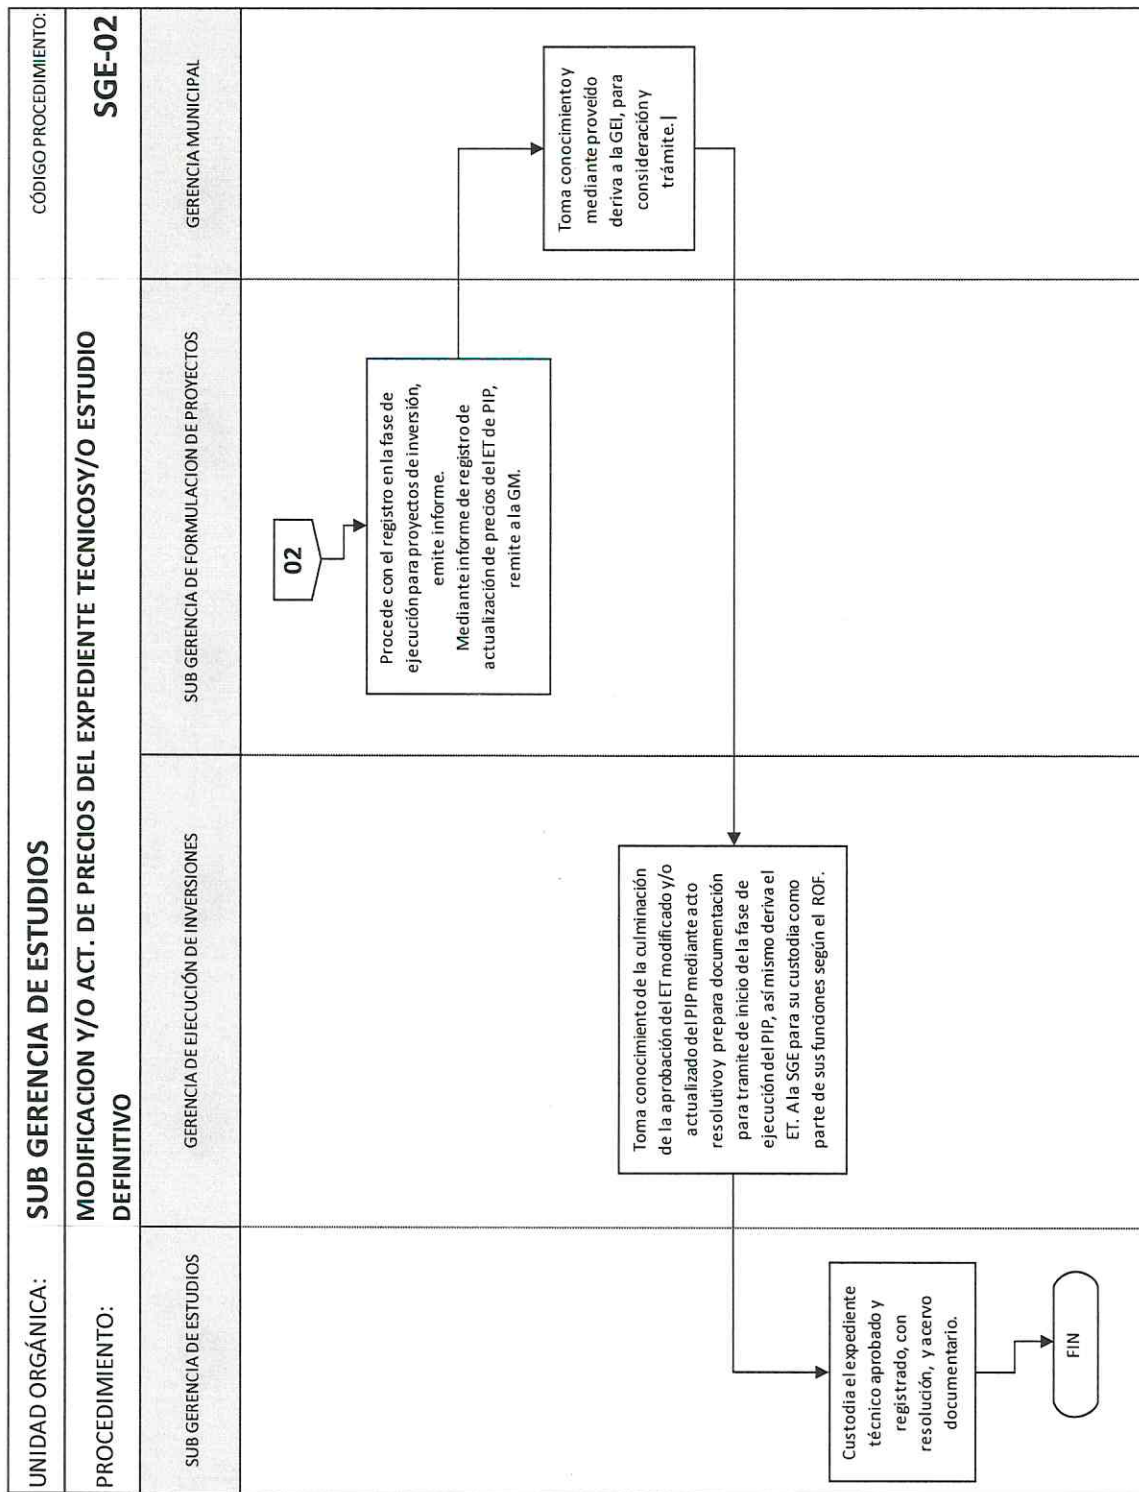 UNIDAD ORGÁNICA:
SUB GERENCIA DE ESTUDIOS
CÓDIGO PROCEDIMIENTO:
PROCEDIMIENTO:
MODIFICACION Y/O ACT. DE PRECIOS DEL EXPEDIENTE TECNICOSY/O ESTUDIO
DEFINITIVO
SGE-02
SUB GERENCIA DE ESTUDIOS
GERENCIA DE EJECUCIÓN DE INVERSIONES
SUB GERENCIA DE FORMULACION DE PROYECTOS
GERENCIA MUNICIPAL
02
Procede con el registro en la fase de
ejecución para proyectos de inversión,
emite informe.
Mediante informe de registro de
actualización de precios del ET de PIP,
remite a la GM.
Toma conocimiento y
mediante proveído
deriva a la GEI, para
consideración y
trámite.|
Toma conocimiento de la culminación
de la aprobación del ET modificado y/o
actualizado del PIP mediante acto
resolutivo y prepara documentación
para tramite de inicio de la fase de
ejecución del PIP, así mismo deriva el
ET. A la SGE para su custodia como
parte de sus funciones según el ROF.
Custodia el expediente
técnico aprobado y
registrado, con
resolución, y acervo
documentario.
FIN